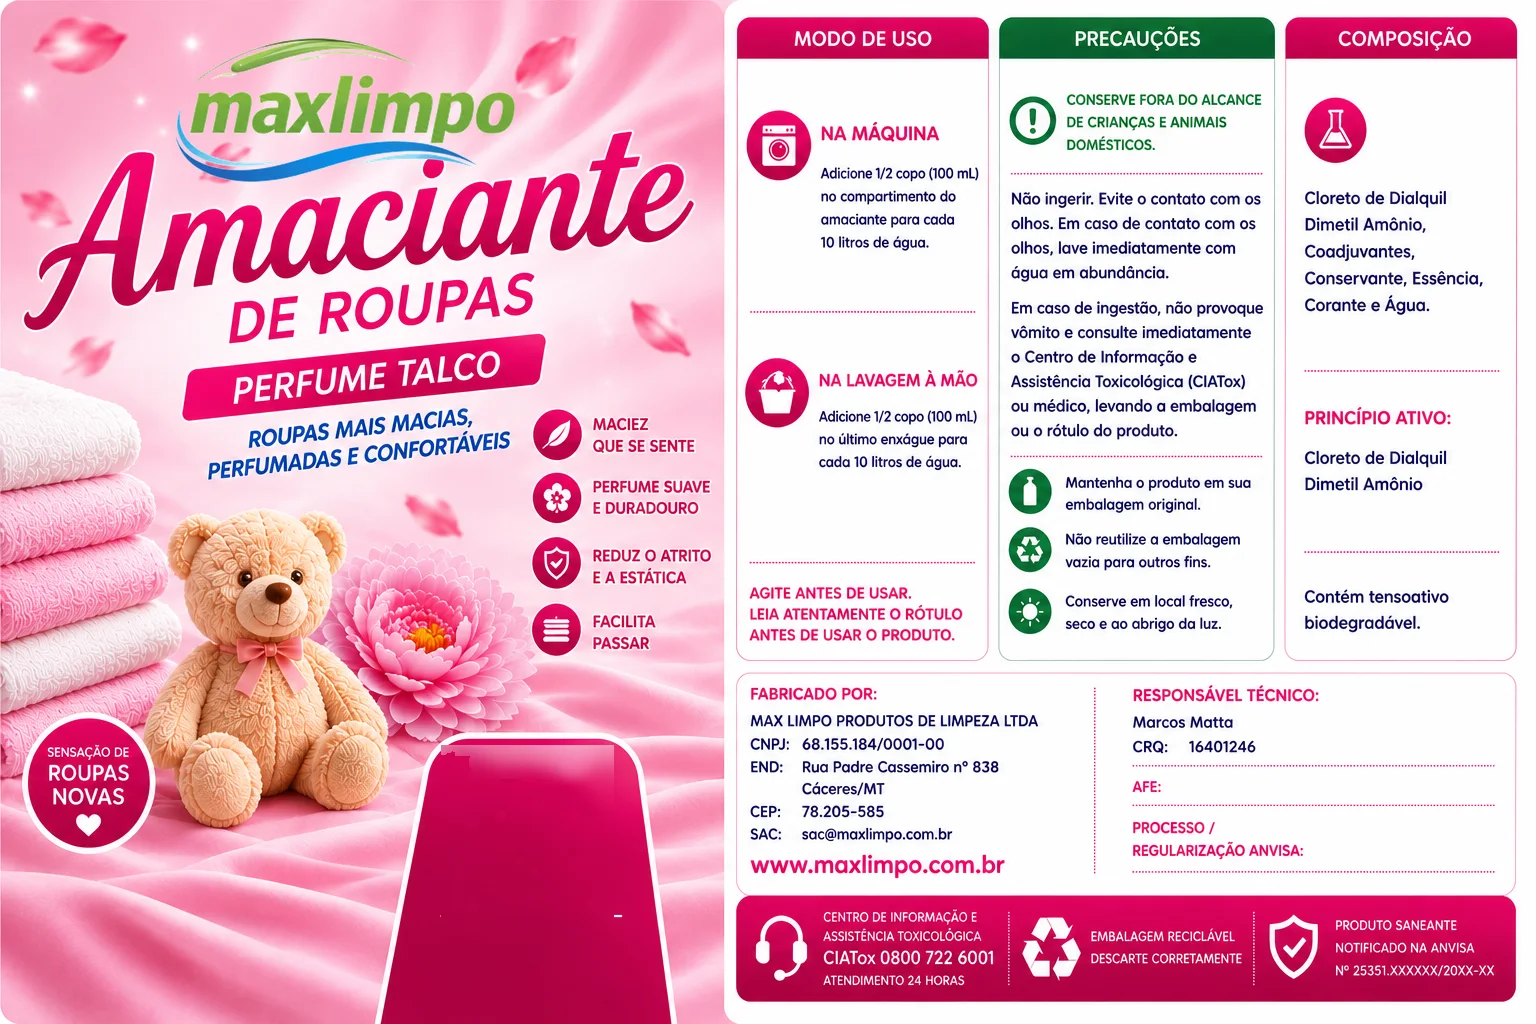 maxlimpo
Amaciante
DE ROUPAS
PERFUME TALCO
ROUPAS MAIS MACIAS,
PERFUMADAS E CONFORTÁVEIS
MACIEZ
QUE SE SENTE
PERFUME SUAVE
E DURADOURO
REDUZ O ATRITO
E A ESTÁTICA
FACILITA
PASSAR
SENSAÇÃO DE
ROUPAS
NOVAS
MODO DE USO
NA MÁQUINA
Adicione 1/2 copo (100 mL)
no compartimento do
amaciante para cada
10 litros de água.
NA LAVAGEM À MÃO
Adicione 1/2 copo (100 mL)
no último enxágue para
cada 10 litros de água.
AGITE ANTES DE USAR.
LEIA ATENTAMENTE O RÓTULO
ANTES DE USAR O PRODUTO.
PRECAUÇÕES
CONSERVE FORA DO ALCANCE
DE CRIANÇAS E ANIMAIS
DOMÉSTICOS.
Não ingerir. Evite o contato com os
olhos. Em caso de contato com os
olhos, lave imediatamente com
água em abundância.
Em caso de ingestão, não provoque
vômito e consulte imediatamente
o Centro de Informação e
Assistência Toxicológica (CIATox)
ou médico, levando a embalagem
ou o rótulo do produto.
Mantenha o produto em sua
embalagem original.
Não reutilize a embalagem
vazia para outros fins.
Conserve em local fresco,
seco e ao abrigo da luz.
COMPOSIÇÃO
Cloreto de Dialquil
Dimetil Amônio,
Coadjuvantes,
Conservante, Essência,
Corante e Água.
PRINCÍPIO ATIVO:
Cloreto de Dialquil
Dimetil Amônio
Contém tensoativo
biodegradável.
FABRICADO POR:
MAX LIMPO PRODUTOS DE LIMPEZA LTDA
CNPJ: 68.155.184/0001-00
END: Rua Padre Cassemiro nº 838
Cáceres/MT
CEP: 78.205-585
SAC: sac@maxlimpo.com.br
www.maxlimpo.com.br
RESPONSÁVEL TÉCNICO:
Marcos Matta
CRQ: 16401246
AFE:
PROCESSO /
REGULARIZAÇÃO ANVISA:
CENTRO DE INFORMAÇÃO E
ASSISTÊNCIA TOXICOLÓGICA
CIATox 0800 722 6001
ATENDIMENTO 24 HORAS
EMBALAGEM RECICLÁVEL
DESCARTE CORRETAMENTE
PRODUTO SANEANTE
NOTIFICADO NA ANVISA
Nº 25351.XXXXXX/20XX-XX